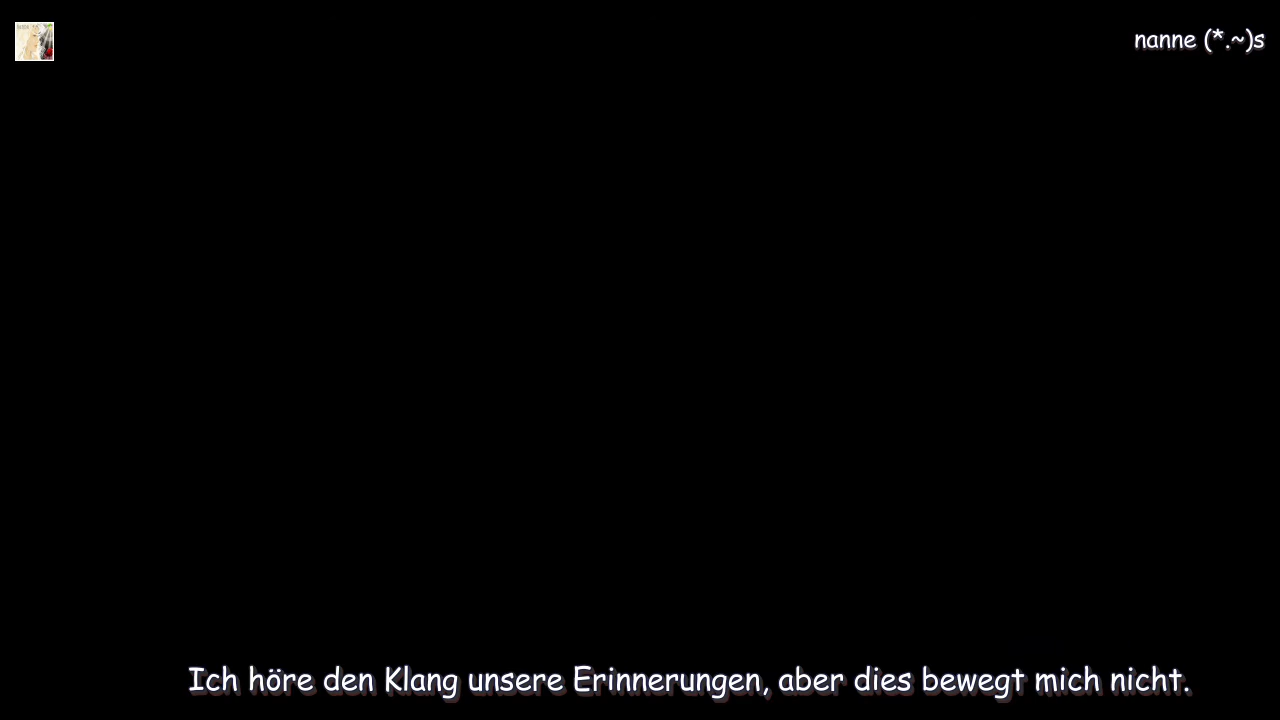 nanne (*.~)s
Ich höre den Klang unsere Erinnerungen, aber dies bewegt mich nicht.